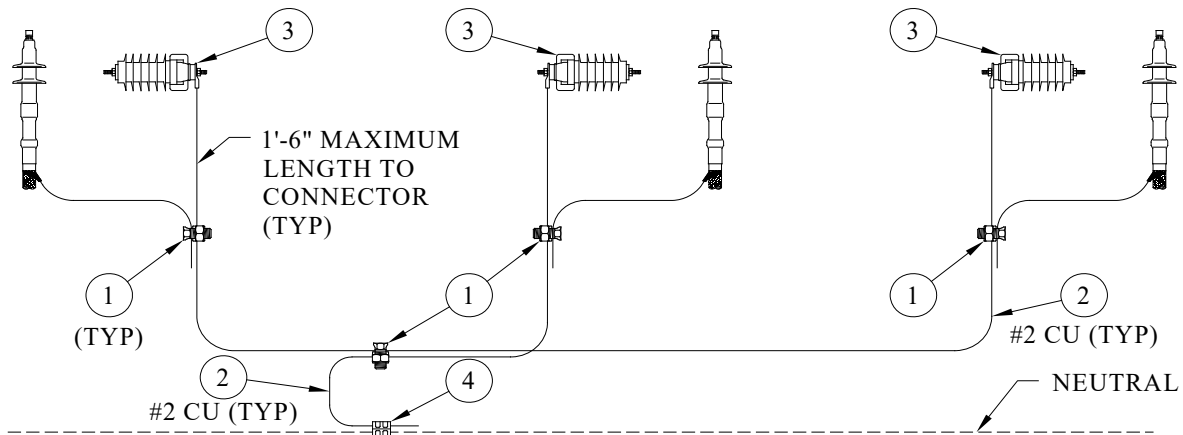 3
3
3
1'-6" MAXIMUM
LENGTH TO
CONNECTOR
(TYP)
1
(TYP)
1
1
2
#2 CU (TYP)
2
#2 CU (TYP)
4
NEUTRAL